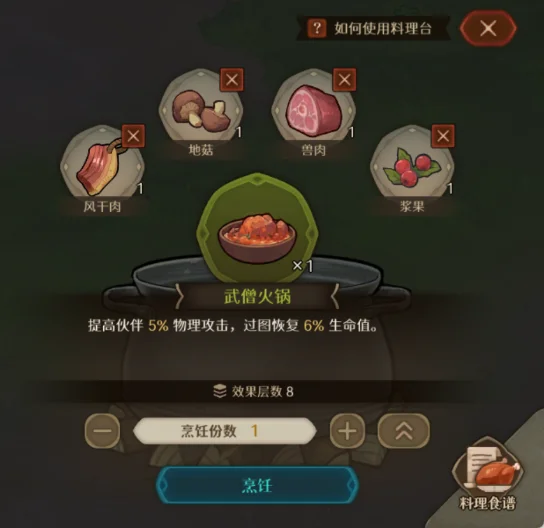 ? 如何使用料理台
地菇
1
兽肉
1
风干肉
1
浆果
1
×1
武僧火锅
提高伙伴 5% 物理攻击，过图恢复 6% 生命值。
效果层数 8
烹饪份数 1
烹饪
料理食谱